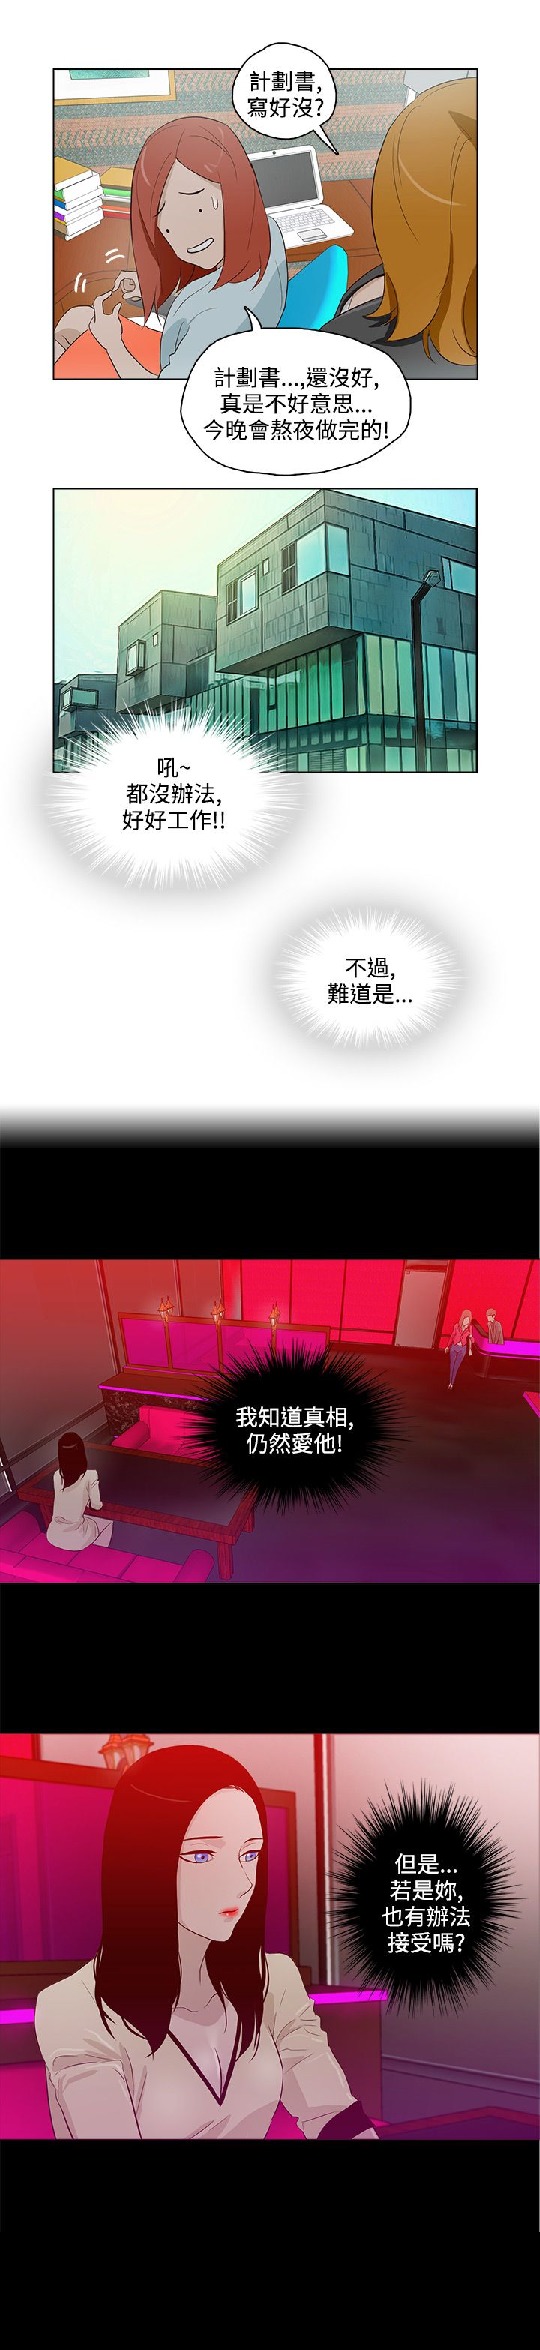 計劃書,
寫好沒?
計劃書...,還沒好,
真是不好意思...
今晚會熬夜做完的!
吼~
都沒辦法,
好好工作!!
不過,
難道是...
我知道真相,
仍然愛他!
但是...
若是妳,
也有辦法
接受嗎?